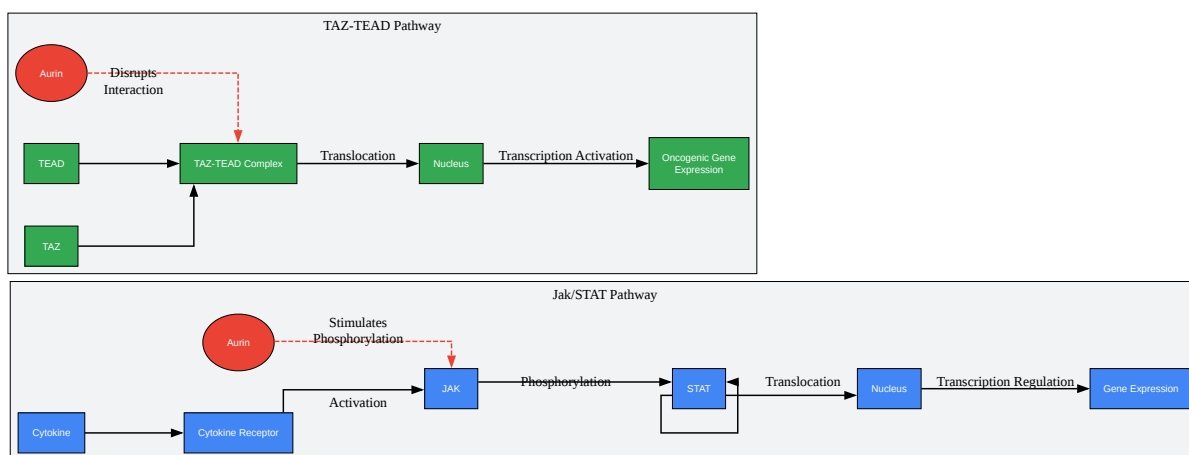 TAZ-TEAD Pathway
Aurin
Disrupts
Interaction
TEAD
TAZ-TEAD Complex
Translocation
Nucleus
Transcription Activation
Oncogenic Gene
Expression
TAZ
Jak/STAT Pathway
Aurin
Stimulates
Phosphorylation
JAK
Phosphorylation
STAT
Translocation
Nucleus
Transcription Regulation
Gene Expression
Activation
Cytokine
Cytokine Receptor